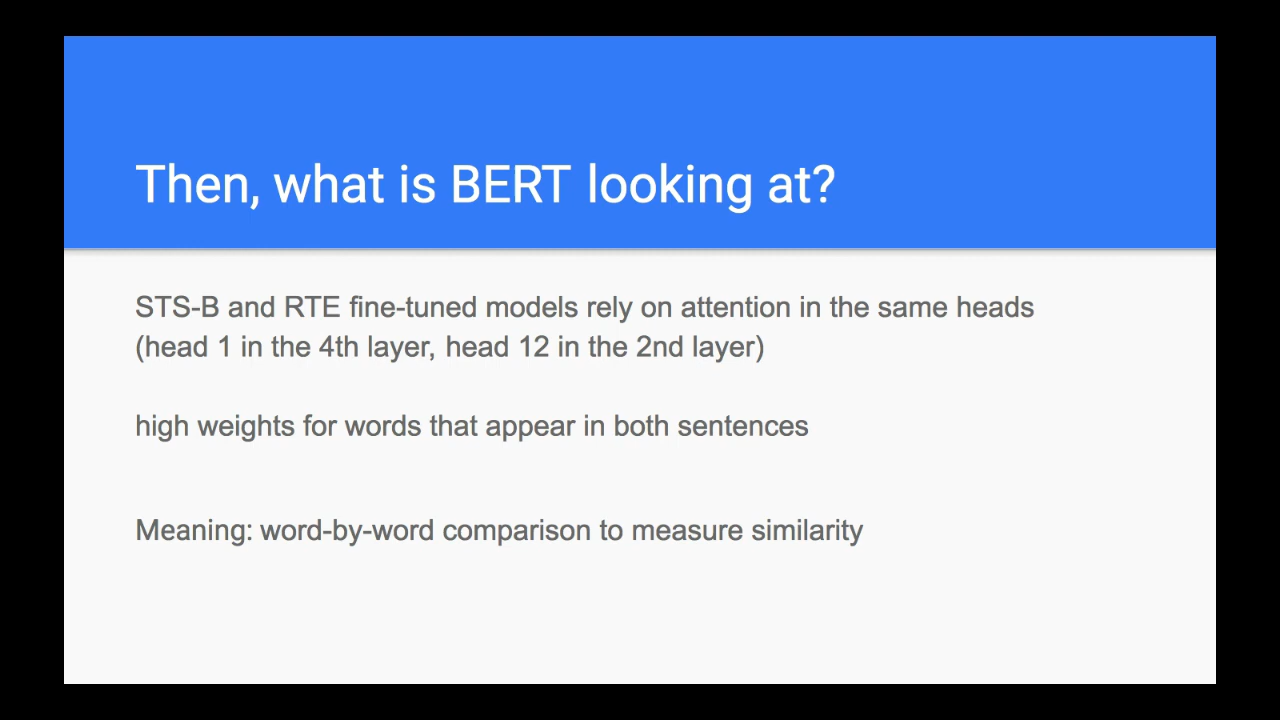 Then, what is BERT looking at?
STS-B and RTE fine-tuned models rely on attention in the same heads
(head 1 in the 4th layer, head 12 in the 2nd layer)
high weights for words that appear in both sentences
Meaning: word-by-word comparison to measure similarity